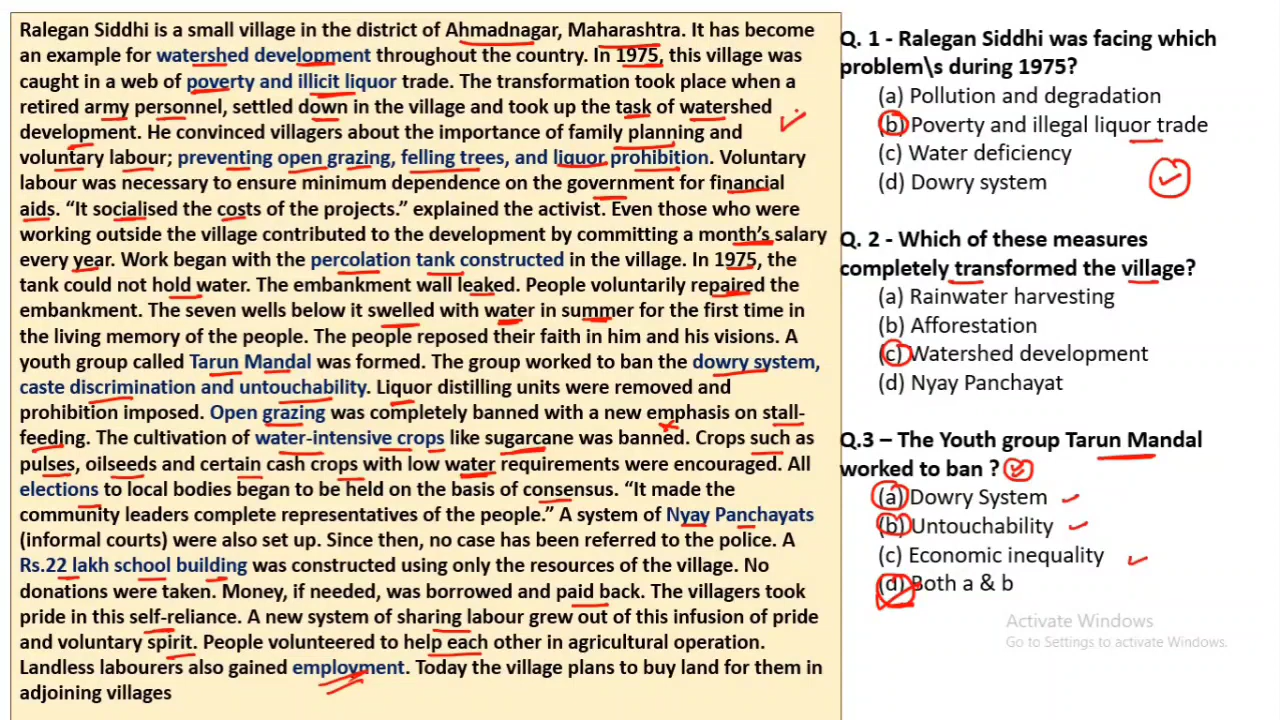 Ralegan Siddhi is a small village in the district of Ahmadnagar, Maharashtra. It has become
an example for watershed development throughout the country. In 1975, this village was
caught in a web of poverty and illicit liquor trade. The transformation took place when a
retired army personnel, settled down in the village and took up the task of watershed
development. He convinced villagers about the importance of family planning and
voluntary labour; preventing open grazing, felling trees, and liquor prohibition. Voluntary
labour was necessary to ensure minimum dependence on the government for financial
aids. “It socialised the costs of the projects.” explained the activist. Even those who were
working outside the village contributed to the development by committing a month’s salary
every year. Work began with the percolation tank constructed in the village. In 1975, the
tank could not hold water. The embankment wall leaked. People voluntarily repaired the
embankment. The seven wells below it swelled with water in summer for the first time in
the living memory of the people. The people reposed their faith in him and his visions. A
youth group called Tarun Mandal was formed. The group worked to ban the dowry system,
caste discrimination and untouchability. Liquor distilling units were removed and
prohibition imposed. Open grazing was completely banned with a new emphasis on stall-
feeding. The cultivation of water-intensive crops like sugarcane was banned. Crops such as
pulses, oilseeds and certain cash crops with low water requirements were encouraged. All
elections to local bodies began to be held on the basis of consensus. “It made the
community leaders complete representatives of the people.” A system of Nyay Panchayats
(informal courts) were also set up. Since then, no case has been referred to the police. A
Rs.22 lakh school building was constructed using only the resources of the village. No
donations were taken. Money, if needed, was borrowed and paid back. The villagers took
pride in this self-reliance. A new system of sharing labour grew out of this infusion of pride
and voluntary spirit. People volunteered to help each other in agricultural operation.
Landless labourers also gained employment. Today the village plans to buy land for them in
adjoining villages
Q. 1 - Ralegan Siddhi was facing which
problem\s during 1975?
(a) Pollution and degradation
(b) Poverty and illegal liquor trade
(c) Water deficiency
(d) Dowry system
Q. 2 - Which of these measures
completely transformed the village?
(a) Rainwater harvesting
(b) Afforestation
(c) Watershed development
(d) Nyay Panchayat
Q.3 – The Youth group Tarun Mandal
worked to ban ?
(a) Dowry System
(b) Untouchability
(c) Economic inequality
(d) Both a & b
Activate Windows
Go to Settings to activate Windows.